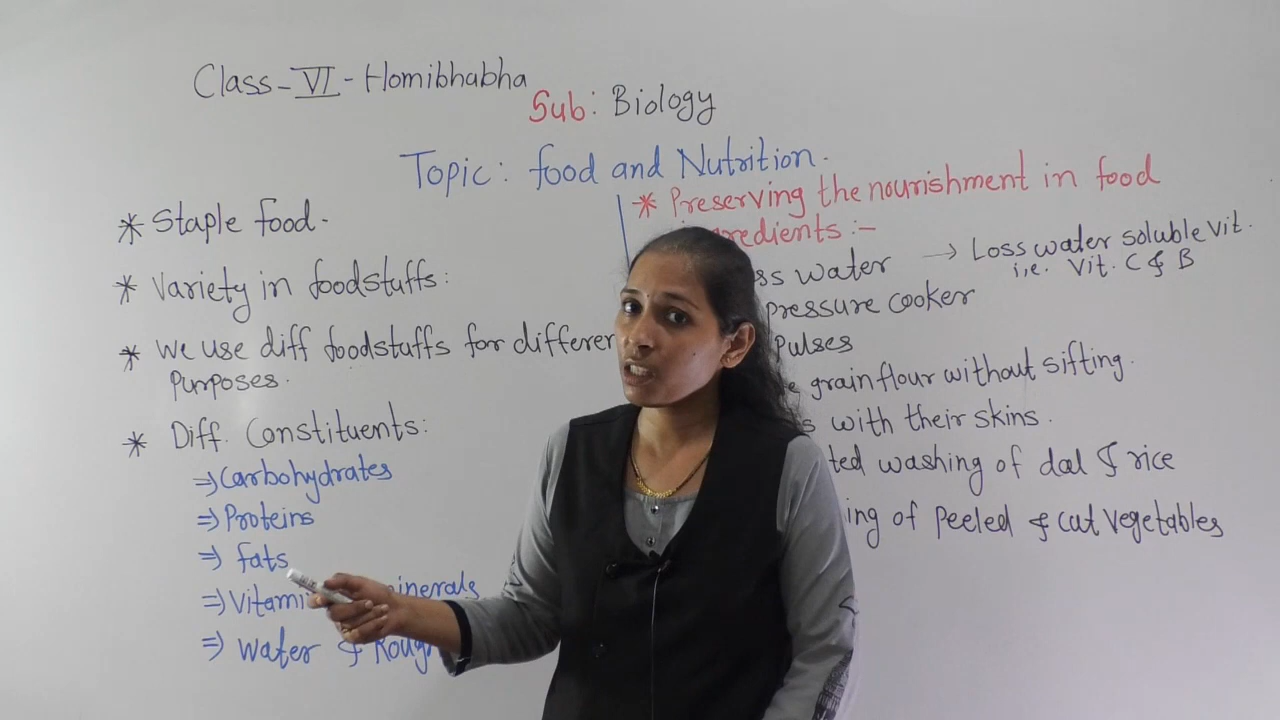 Class-VI-Homibhabha
Sub: Biology
Topic: food and Nutrition.
* Staple food.
* Variety in foodstuffs:
* We use diff foodstuffs for differen
purposes.
* Diff. Constituents:
⇒ Carbohydrates
⇒ Proteins
⇒ fats
⇒ Vitami inerals
⇒ Water & Rough
* Preserving the nourishment in food
redients :-
ss water → Loss water soluble vit.
i.e. Vit. C & B
pressure cooker
pulses
grain flour without sifting.
s with their skins.
ted washing of dal & rice
ing of peeled & cut vegetables